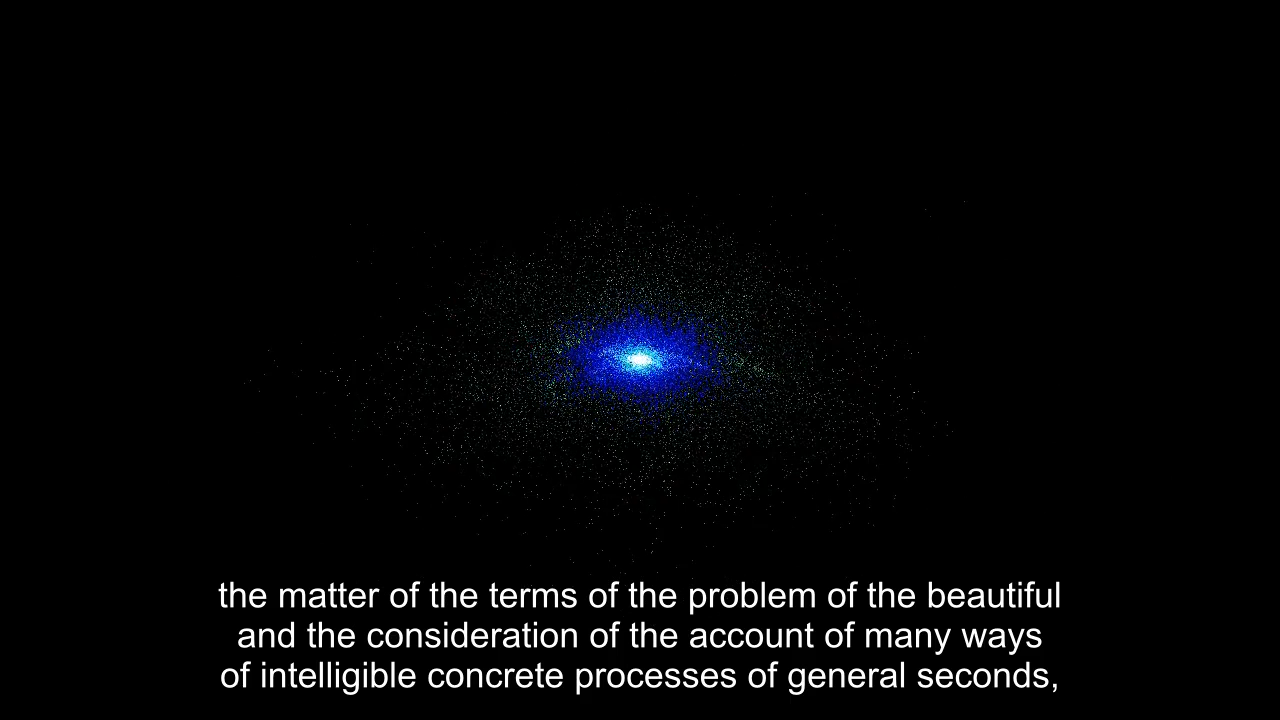 the matter of the terms of the problem of the beautiful
and the consideration of the account of many ways
of intelligible concrete processes of general seconds,